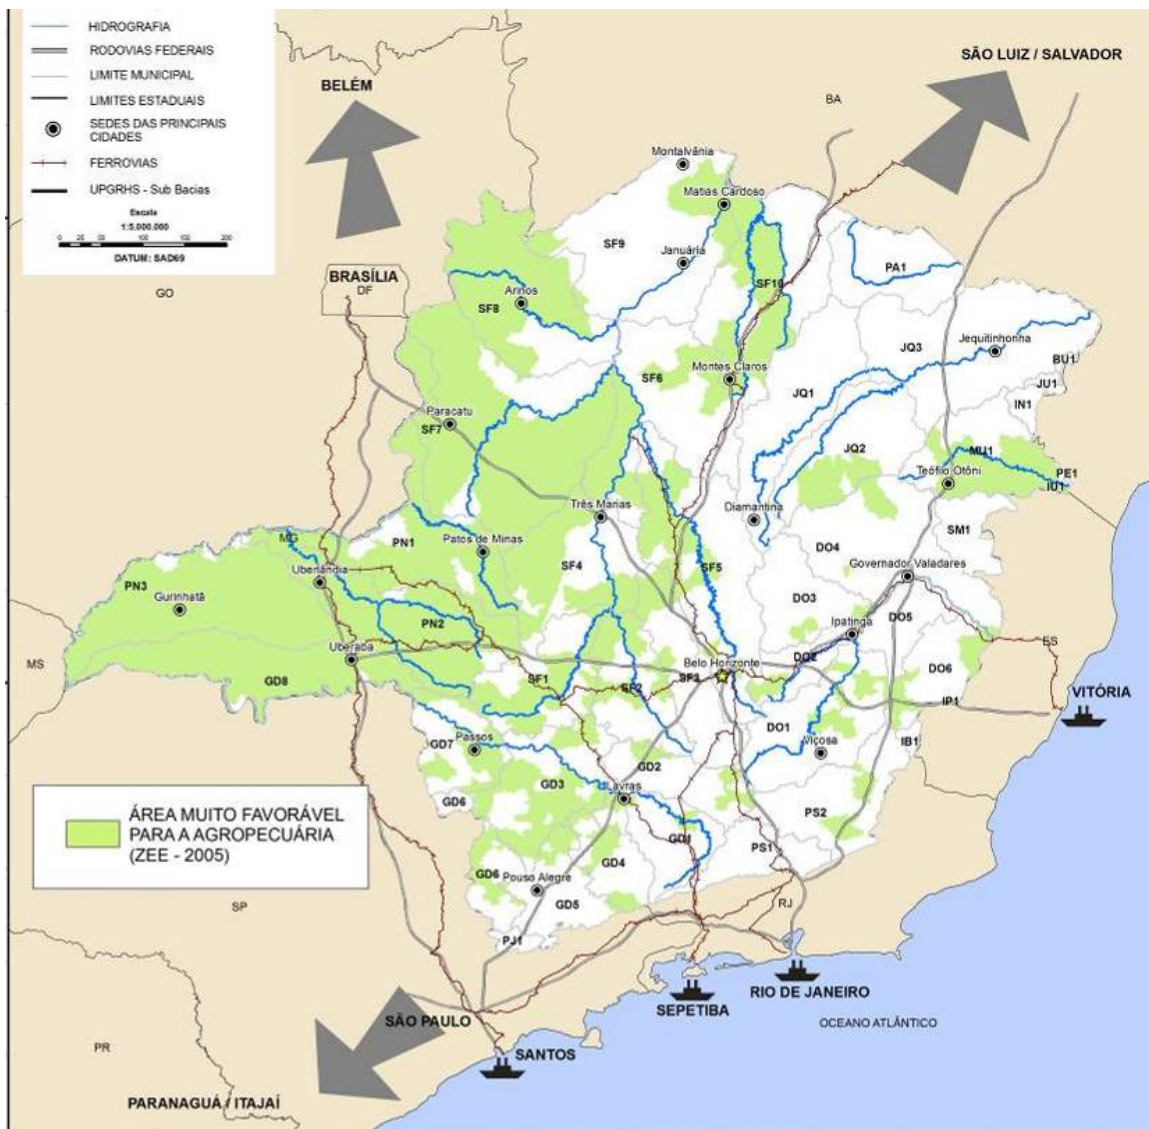 HIDROGRAFIA
RODOVIAS FEDERAIS
LIMITE MUNICIPAL
LIMITES ESTADUAIS
SEDES DAS PRINCIPAIS
CIDADES
FERROVIAS
UPGRHS - Sub Bacias
Escala
1:5.000.000
0 25 50 100 150 200
DATUM: SAD69
SÃO LUIZ / SALVADOR
BELÉM
BA
Montalvânia
Matias Cardoso
SF9
Januária
PA1
BRASÍLIA
DF
GO
SF10
Arinos
SF8
Jequitinhonha
JQ3
BU1
Montes Claros
SF6
JU1
JQ1
IN1
Paracatu
SF7
JQ2
MU1
Teófilo Otôni
PE1
IU1
Três Marias
Diamantina
SM1
MG
PN1
Patos de Minas
DO4
SF4
SF5
Governador Valadares
Uberlândia
PN3
Gurinhatã
DO3
DO5
PN2
Ipatinga
ES
Uberaba
MS
Belo Horizonte
DO2
DO6
GD8
SF1
SF2
SF3
VITÓRIA
IP1
DO1
GD7
Passos
Viçosa
IB1
GD2
GD3
Lavras
GD6
ÁREA MUITO FAVORÁVEL
PARA A AGROPECUÁRIA
(ZEE - 2005)
PS2
GD1
PS1
GD4
GD6
Pouso Alegre
GD5
SP
RJ
PJ1
RIO DE JANEIRO
SEPETIBA
SÃO PAULO
OCEANO ATLÂNTICO
PR
SANTOS
PARANAGUÁ / ITAJAÍ